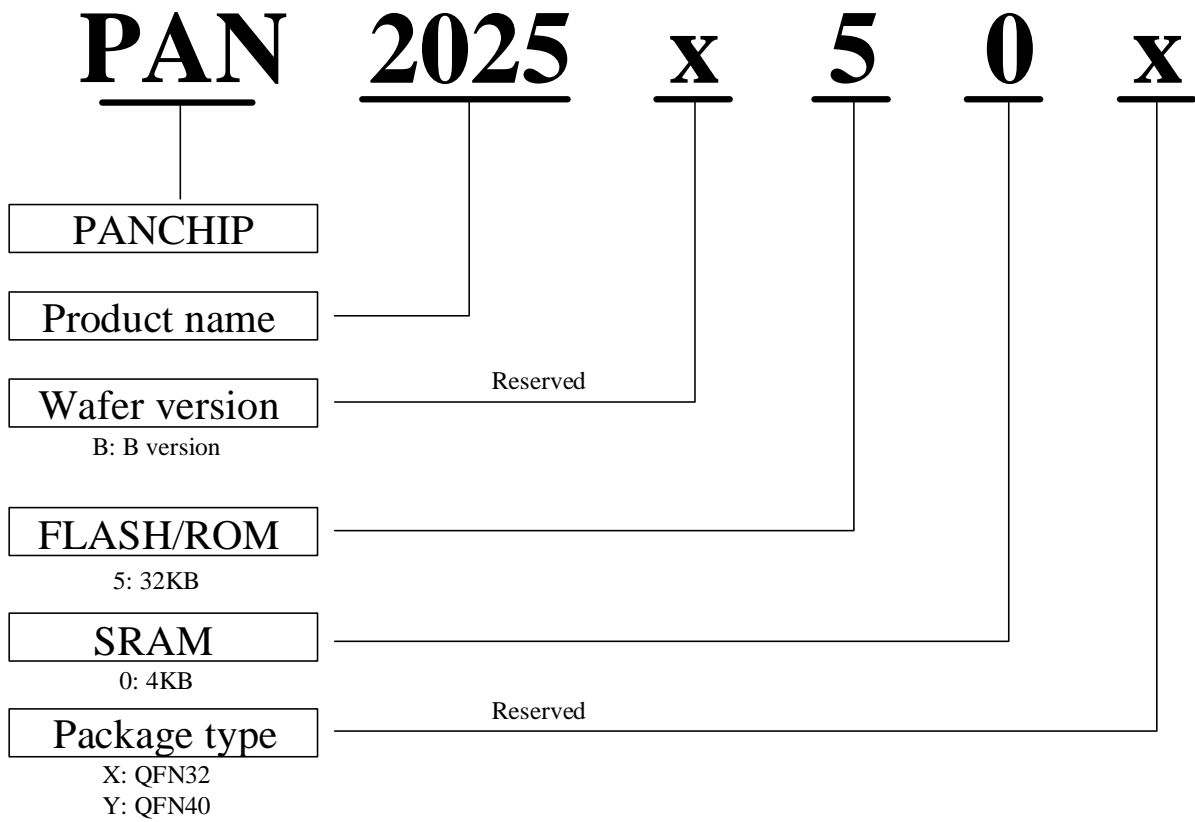 PAN 2025 x 5 0 x
PANCHIP
Product name
Reserved
Wafer version
B: B version
FLASH/ROM
5: 32KB
SRAM
0: 4KB
Reserved
Package type
X: QFN32
Y: QFN40